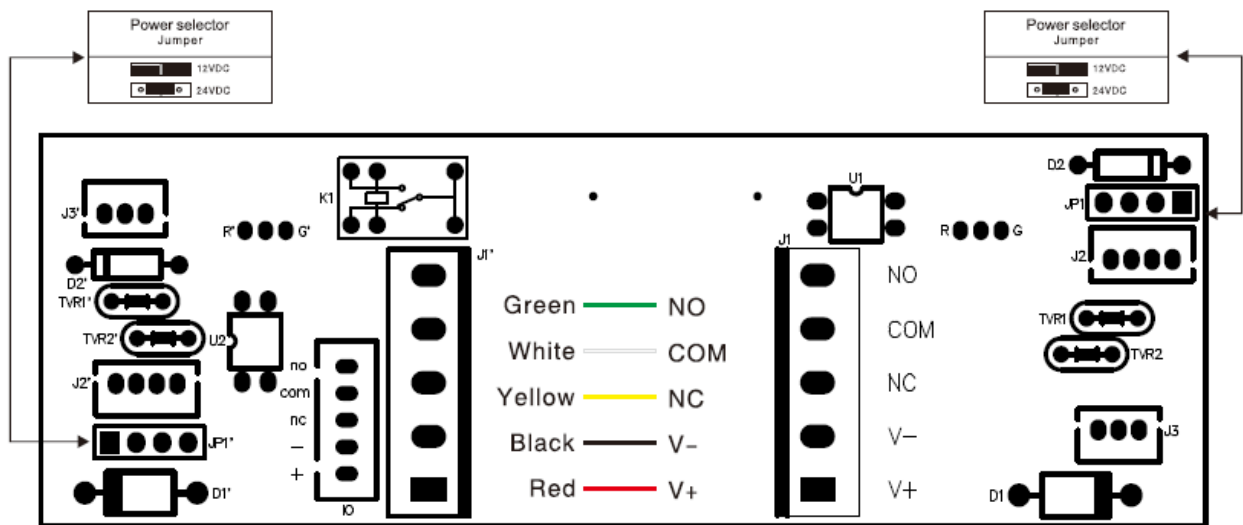 Power selector
Jumper
12VDC
24VDC
Power selector
Jumper
12VDC
24VDC
D2
K1
U1
JP1
J3'
R' G'
R G
J1'
J1
J2
NO
D2'
TVR1'
Green NO
TVR1
COM
TVR2'
U2
White COM
TVR2
no
J2'
com
Yellow NC
NC
nc
JP1'
–
Black V–
V–
J3
+
D1'
Red V+
V+
D1
IO